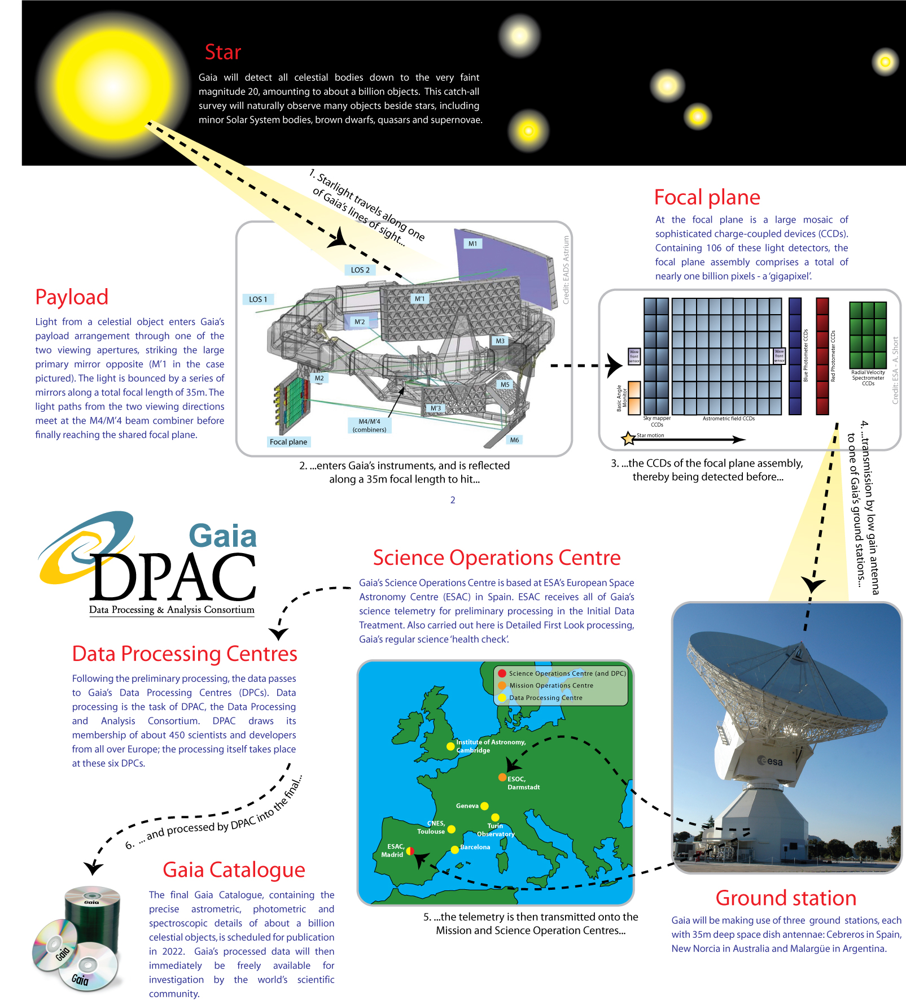 Star
Gaia will detect all celestial bodies down to the very faint
magnitude 20, amounting to about a billion objects. This catch-all
survey will naturally observe many objects beside stars, including
minor Solar System bodies, brown dwarfs, quasars and supernovae.
1. Starlight travels along one
of Gaia's lines of sight...
Payload
Light from a celestial object enters Gaia's
payload arrangement through one of the
two viewing apertures, striking the large
primary mirror opposite (M'1 in the case
pictured). The light is bounced by a series of
mirrors along a total focal length of 35m. The
light paths from the two viewing directions
meet at the M4/M'4 beam combiner before
finally reaching the shared focal plane.
M1
LOS 2
LOS 1
M'1
M'2
M3
M2
M5
M'3
M4/M'4
(combiners)
M6
Focal plane
Credit: EADS Astrium
2. ...enters Gaia's instruments, and is reflected
along a 35m focal length to hit...
Focal plane
At the focal plane is a large mosaic of
sophisticated charge-coupled devices (CCDs).
Containing 106 of these light detectors, the
focal plane assembly comprises a total of
nearly one billion pixels - a 'gigapixel'.
Wave
front
sensor
Basic Angle
Monitor
Sky mapper
CCDs
Astrometric field CCDs
Wave
front
sensor
Blue Photometer CCDs
Red Photometer CCDs
Radial Velocity
Spectrometer
CCDs
Star motion
Credit: ESA - A. Short
3. ...the CCDs of the focal plane assembly,
thereby being detected before...
4. ...transmission by low gain antenna
to one of Gaia's ground stations...
2
Gaia
DPAC
Data Processing & Analysis Consortium
Science Operations Centre
Gaia's Science Operations Centre is based at ESA's European Space
Astronomy Centre (ESAC) in Spain. ESAC receives all of Gaia's
science telemetry for preliminary processing in the Initial Data
Treatment. Also carried out here is Detailed First Look processing,
Gaia's regular science 'health check'.
Data Processing Centres
Following the preliminary processing, the data passes
to Gaia's Data Processing Centres (DPCs). Data
processing is the task of DPAC, the Data Processing
and Analysis Consortium. DPAC draws its
membership of about 450 scientists and developers
from all over Europe; the processing itself takes place
at these six DPCs.
Science Operations Centre (and DPC)
Mission Operations Centre
Data Processing Centre
Institute of Astronomy,
Cambridge
ESOC,
Darmstadt
Geneva
Turin
Observatory
CNES,
Toulouse
Barcelona
ESAC,
Madrid
5. ...the telemetry is then transmitted onto the
Mission and Science Operation Centres...
esa
Ground station
Gaia will be making use of three ground stations, each
with 35m deep space dish antennae: Cebreros in Spain,
New Norcia in Australia and Malargüe in Argentina.
6. ... and processed by DPAC into the final...
Gaia Catalogue
The final Gaia Catalogue, containing the
precise astrometric, photometric and
spectroscopic details of about a billion
celestial objects, is scheduled for publication
in 2022. Gaia's processed data will then
immediately be freely available for
investigation by the world's scientific
community.
Gaia
Gaia
Gaia